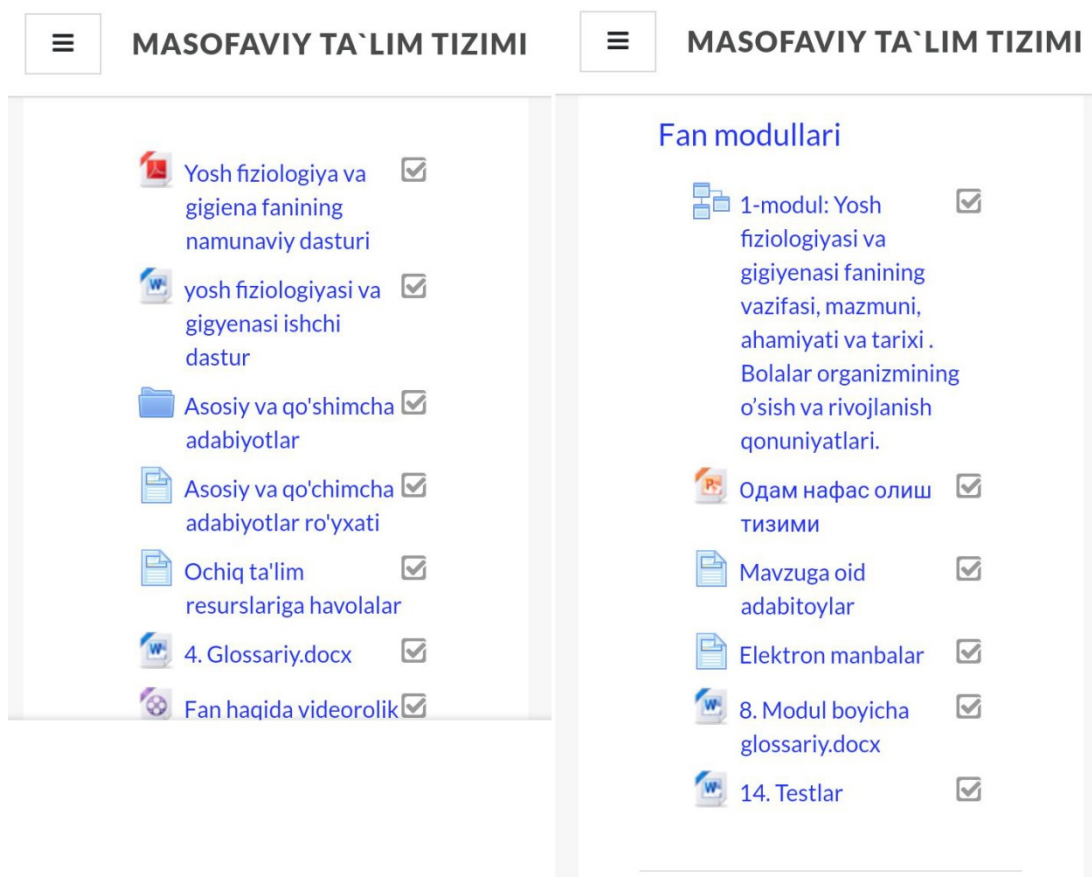 MASOFAVIY TA`LIM TIZIMI
Yosh fiziologiya va
gigiena fanining
namunaviy dasturi
yosh fiziologiyasi va
gigyenasi ishchi
dastur
Asosiy va qo'shimcha
adabiyotlar
Asosiy va qo'chimcha
adabiyotlar ro'yxati
Ochiq ta'lim
resurslariga havolalar
4. Glossariy.docx
Fan haqida videorolik
MASOFAVIY TA`LIM TIZIMI
Fan modullari
1-modul: Yosh
fiziologiyasi va
gigiyenasi fanining
vazifasi, mazmuni,
ahamiyati va tarixi .
Bolalar organizmining
o’sish va rivojlanish
qonuniyatlari.
Одам нафас олиш
тизими
Mavzuga oid
adabitoylar
Elektron manbalar
8. Modul boyicha
glossariy.docx
14. Testlar